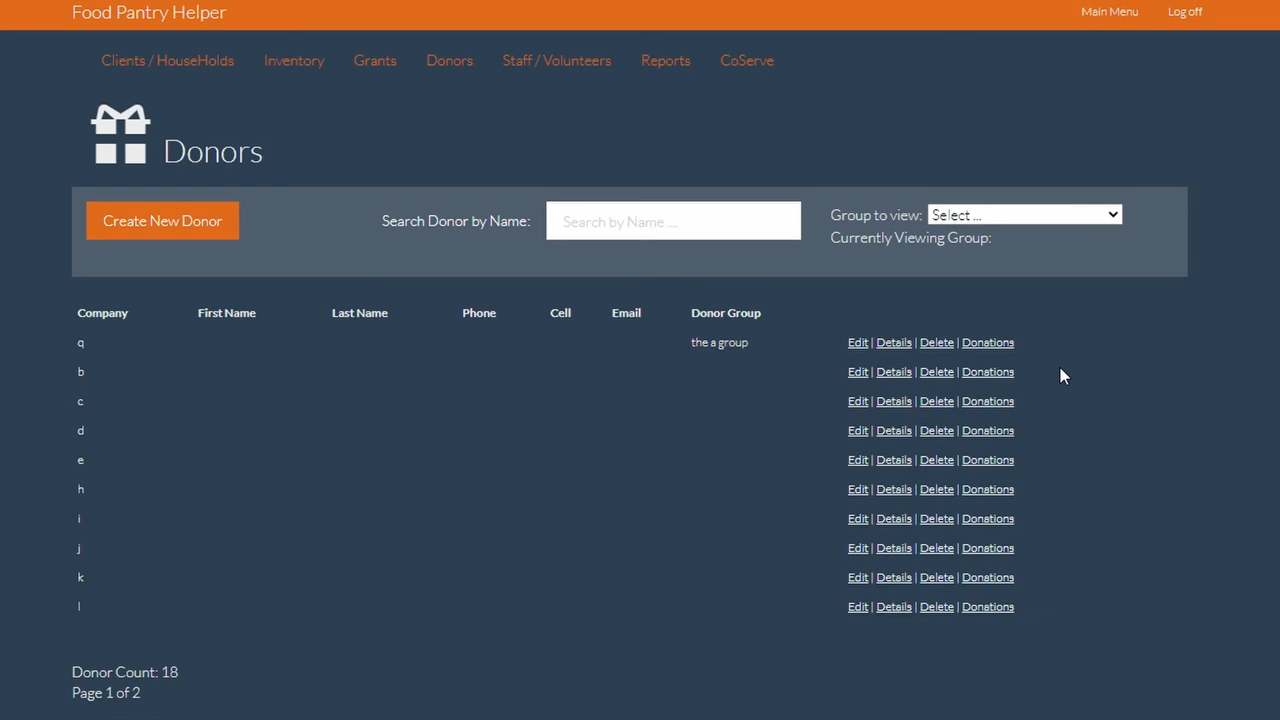 Food Pantry Helper Main Menu Log off
Clients / HouseHolds Inventory Grants Donors Staff / Volunteers Reports CoServe
Donors
Create New Donor Search Donor by Name: Search by Name .... Group to view: Select ...
Currently Viewing Group:
Company First Name Last Name Phone Cell Email Donor Group
q the a group Edit | Details | Delete | Donations
b Edit | Details | Delete | Donations
c Edit | Details | Delete | Donations
d Edit | Details | Delete | Donations
e Edit | Details | Delete | Donations
h Edit | Details | Delete | Donations
i Edit | Details | Delete | Donations
j Edit | Details | Delete | Donations
k Edit | Details | Delete | Donations
l Edit | Details | Delete | Donations
Donor Count: 18
Page 1 of 2